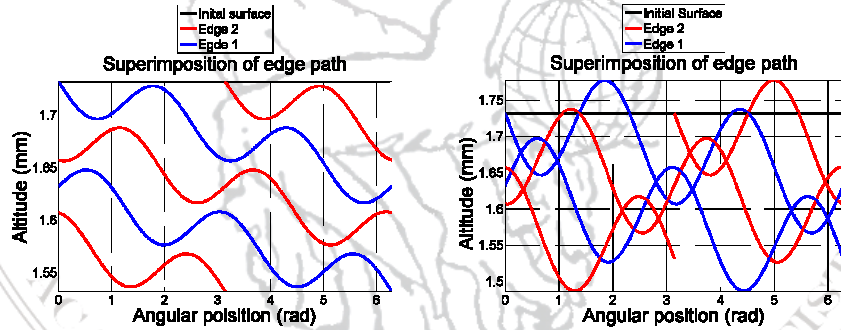 Inital surface
Edge 2
Egde 1
Superimposition of edge path
Altitude (mm)
1.7
1.65
1.6
1.55
0 1 2 3 4 5 6
Angular polsition (rad)
Initial Surface
Edge 2
Edge 1
Superimposition of edge path
Altitude (mm)
1.75
1.7
1.65
1.6
1.55
1.5
0 1 2 3 4 5 6
Angular position (rad)